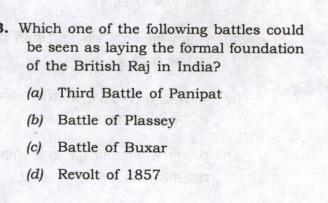 3. Which one of the following battles could
be seen as laying the formal foundation
of the British Raj in India?
(a) Third Battle of Panipat
(b) Battle of Plassey
(c) Battle of Buxar
(d) Revolt of 1857